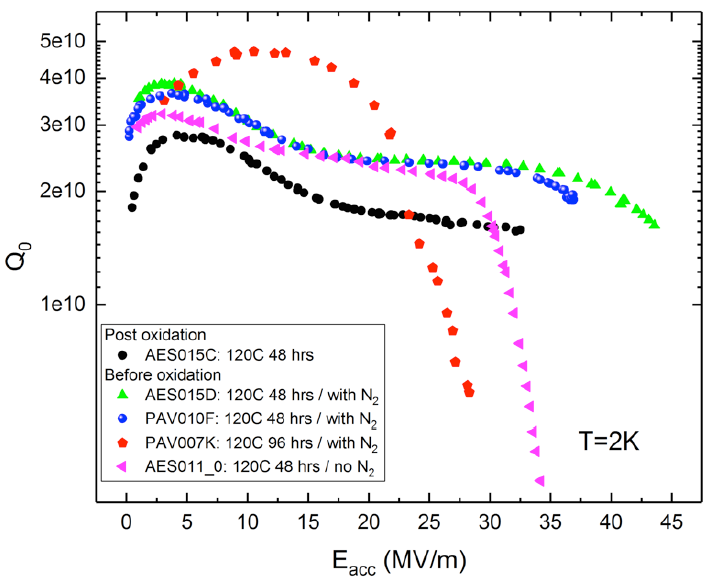 5e10
4e10
3e10
2e10
1e10
Q0
Post oxidation
AES015C: 120C 48 hrs
Before oxidation
AES015D: 120C 48 hrs / with N2
PAV010F: 120C 48 hrs / with N2
PAV007K: 120C 96 hrs / with N2
AES011_0: 120C 48 hrs / no N2
T=2K
0 5 10 15 20 25 30 35 40 45
Eacc (MV/m)